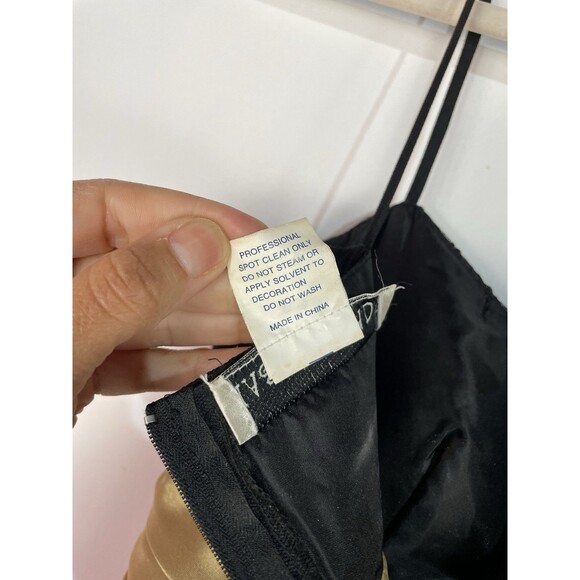 PROFESSIONAL
SPOT CLEAN ONLY
DO NOT STEAM OR
APPLY SOLVENT TO
DECORATION
DO NOT WASH
MADE IN CHINA